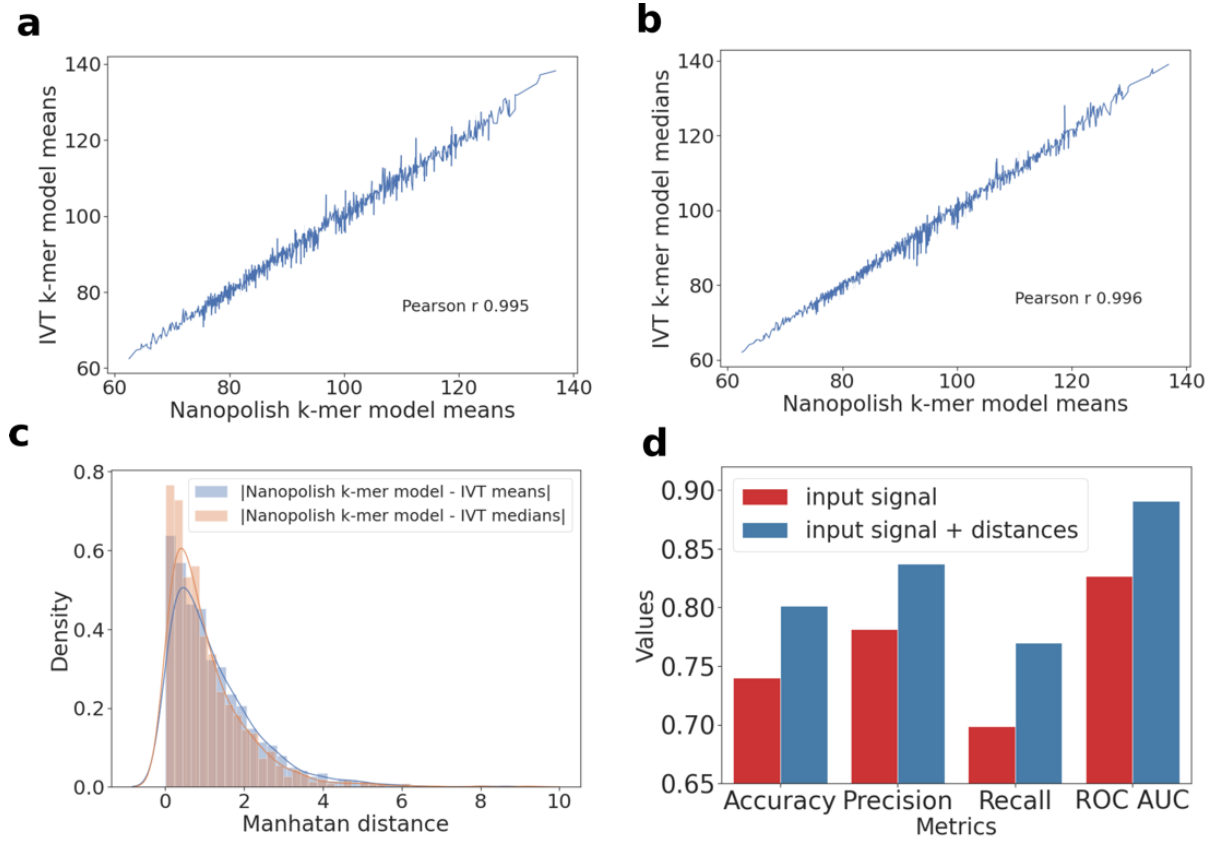 a
IVT k-mer model means
140
120
100
80
60
Pearson r 0.995
60 80 100 120 140
Nanopolish k-mer model means
b
IVT k-mer model medians
140
120
100
80
60
Pearson r 0.996
60 80 100 120 140
Nanopolish k-mer model means
c
Density
0.8
0.6
0.4
0.2
0.0
|Nanopolish k-mer model - IVT means|
|Nanopolish k-mer model - IVT medians|
0 2 4 6 8 10
Manhatan distance
d
Values
0.90
0.85
0.80
0.75
0.70
0.65
input signal
input signal + distances
Accuracy Precision Recall ROC AUC
Metrics